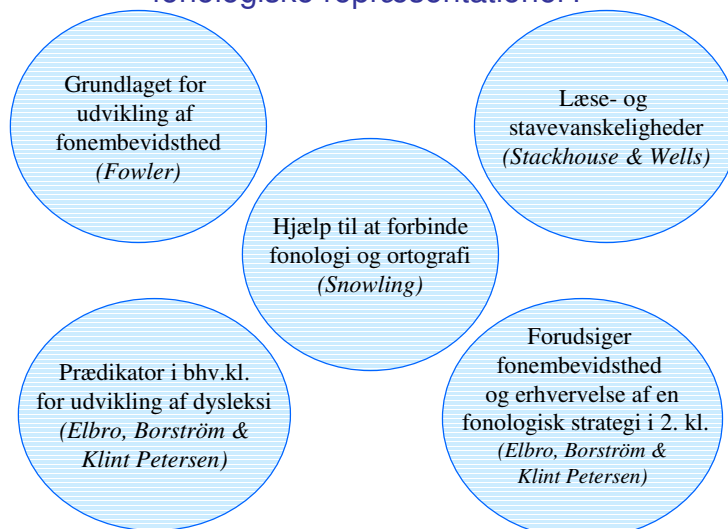 fonologiske repræsentationer?
Grundlaget for
udvikling af
fonembevidsthed
(Fowler)
Læse- og
stavevanskeligheder
(Stackhouse & Wells)
Hjælp til at forbinde
fonologi og ortografi
(Snowling)
Prædikator i bhv.kl.
for udvikling af dysleksi
(Elbro, Borström &
Klint Petersen)
Forudsiger
fonembevidsthed
og erhvervelse af en
fonologisk strategi i 2. kl.
(Elbro, Borström &
Klint Petersen)